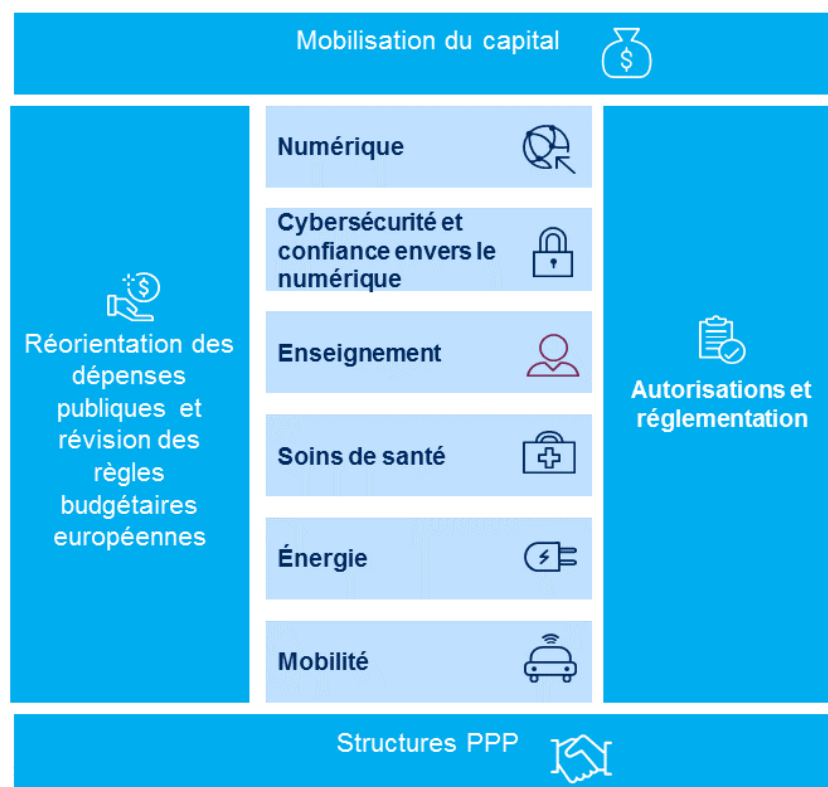 Mobilisation du capital
Réorientation des
dépenses
publiques et
révision des
règles
budgétaires
européennes
Numérique
Cybersécurité et
confiance envers le
numérique
Enseignement
Soins de santé
Énergie
Mobilité
Autorisations et
réglementation
Structures PPP